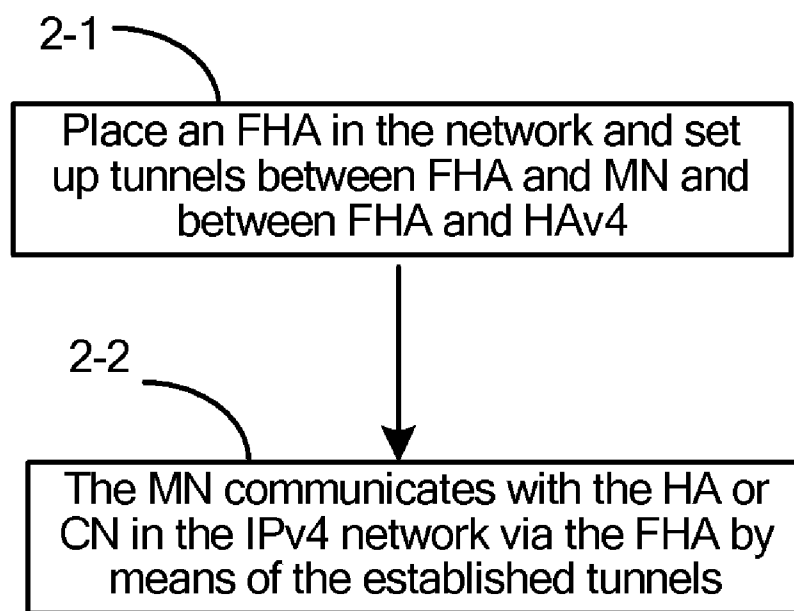 2-1
Place an FHA in the network and set
up tunnels between FHA and MN and
between FHA and HAv4
2-2
The MN communicates with the HA or
CN in the IPv4 network via the FHA by
means of the established tunnels